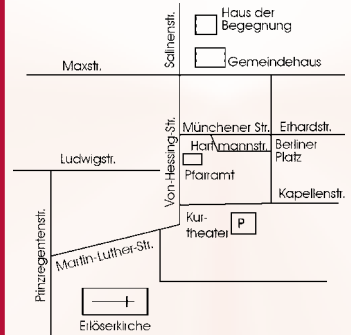 Haus der
Begegnung
Salinenstr.
Gemeindehaus
Maxstr.
Münchener Str.
Erhardstr.
Hartmannstr.
Berliner
Platz
Ludwigstr.
Von-Hessing-Str.
Pfarramt
Kapellenstr.
Kur-
theater
P
Prinzregentenstr.
Martin-Luther-Str.
Erlöserkirche